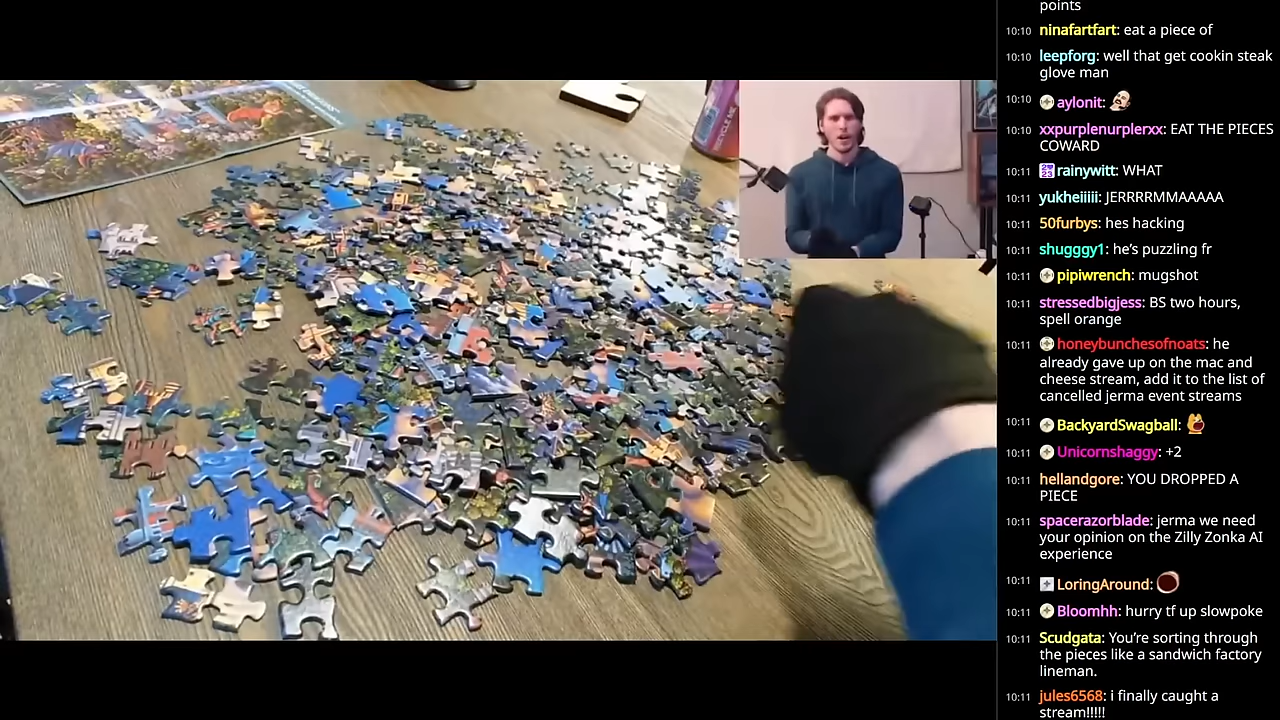 points
10:10 ninafartfart: eat a piece of
10:10 leepforg: well that get cookin steak
glove man
10:10 aylonit:
10:10 xxpurplenurplerxx: EAT THE PIECES
COWARD
10:11 rainywitt: WHAT
10:11 yukheiiiii: JERRRRMMAAAAA
10:11 50furbys: hes hacking
10:11 shugggy1: he's puzzling fr
10:11 pipiwrench: mugshot
10:11 stressedbigjess: BS two hours,
spell orange
10:11 honeybunchesofnoats: he
already gave up on the mac and
cheese stream, add it to the list of
cancelled jerma event streams
10:11 BackyardSwagball:
10:11 Unicornshaggy: +2
10:11 hellandgore: YOU DROPPED A
PIECE
10:11 spacerazorblade: jerma we need
your opinion on the Zilly Zonka AI
experience
10:11 LoringAround:
10:11 Bloomhh: hurry tf up slowpoke
10:11 Scudgata: You're sorting through
the pieces like a sandwich factory
lineman.
10:11 jules6568: i finally caught a
stream!!!!!
RECYCLE ME